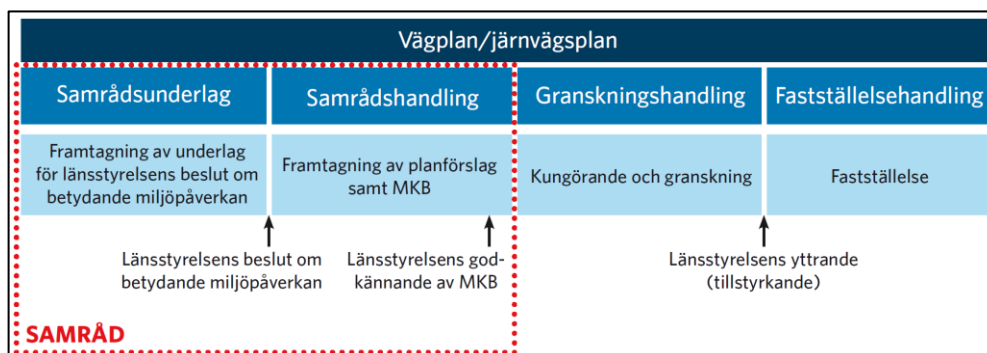 Vägplan/järnvägsplan
Samrådsunderlag
Samrådshandling
Granskningshandling
Fastställelsehandling
Framtagning av underlag
för länsstyrelsens beslut om
betydande miljöpåverkan
Framtagning av planförslag
samt MKB
Kungörande och granskning
Fastställelse
Länsstyrelsens beslut om
betydande miljöpåverkan
Länsstyrelsens god-
kännande av MKB
Länsstyrelsens yttrande
(tillstyrkande)
SAMRÅD